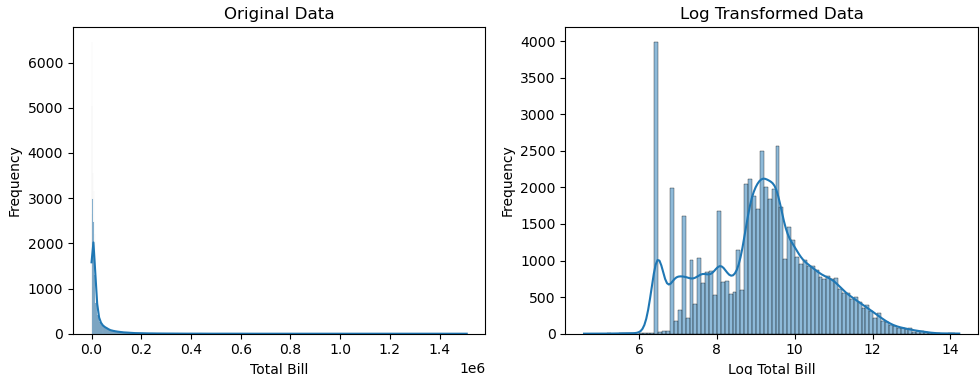 Original Data
Frequency
6000
5000
4000
3000
2000
1000
0
0.0 0.2 0.4 0.6 0.8 1.0 1.2 1.4
1e6
Total Bill
Log Transformed Data
Frequency
4000
3500
3000
2500
2000
1500
1000
500
0
6 8 10 12 14
Log Total Bill